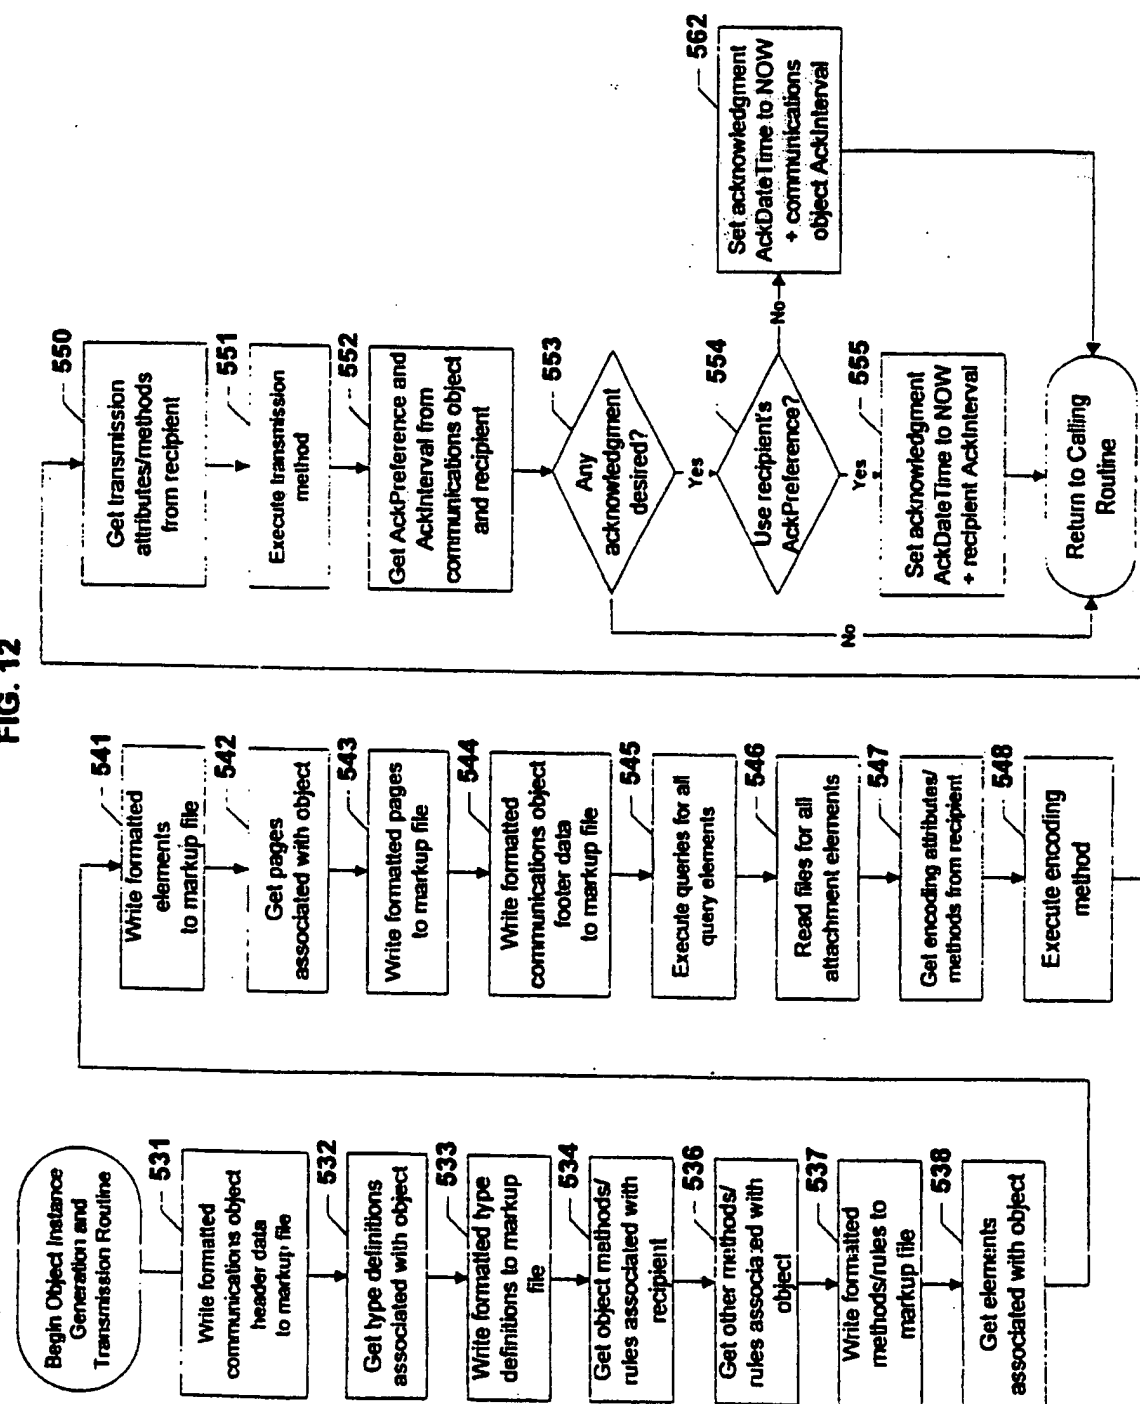 FIG. 12
Begin Object Instance
Generation and
Transmission Routine
531
Write formatted
communications object
header data
to markup file
532
Get type definitions
associated with object
533
Write formatted type
definitions to markup
file
534
Get object methods/
rules associated with
recipient
536
Get other methods/
rules associated with
object
537
Write formatted
methods/rules to
markup file
538
Get elements
associated with object
541
Write formatted
elements
to markup file
542
Get pages
associated with object
543
Write formatted pages
to markup file
544
Write formatted
communications object
footer data
to markup file
545
Execute queries for all
query elements
546
Read files for all
attachment elements
547
Get encoding attributes/
methods from recipient
548
Execute encoding
method
550
Get transmission
attributes/methods
from recipient
551
Execute transmission
method
552
Get AckPreference and
AckInterval from
communications object
and recipient
553
Any
acknowledgment
desired?
No
Yes
554
Use recipient's
AckPreference?
No
Yes
555
Set acknowledgment
AckDateTime to NOW
+ recipient AckInterval
562
Set acknowledgment
AckDateTime to NOW
+ communications
object AckInterval
Return to Calling
Routine